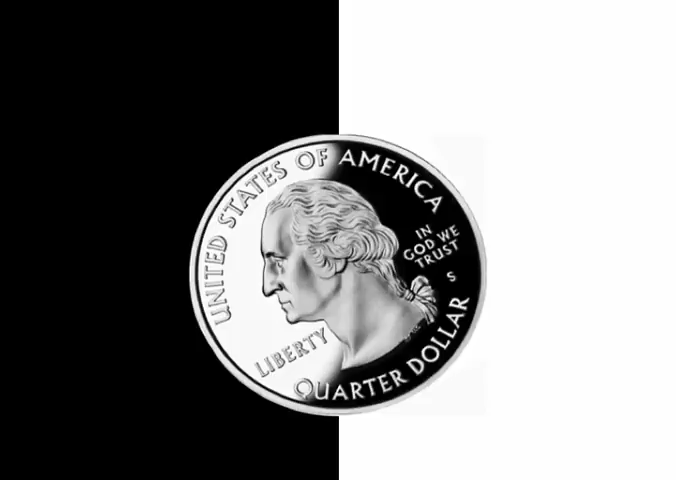 UNITED STATES OF AMERICA
IN
GOD WE
TRUST
S
LIBERTY
QUARTER DOLLAR